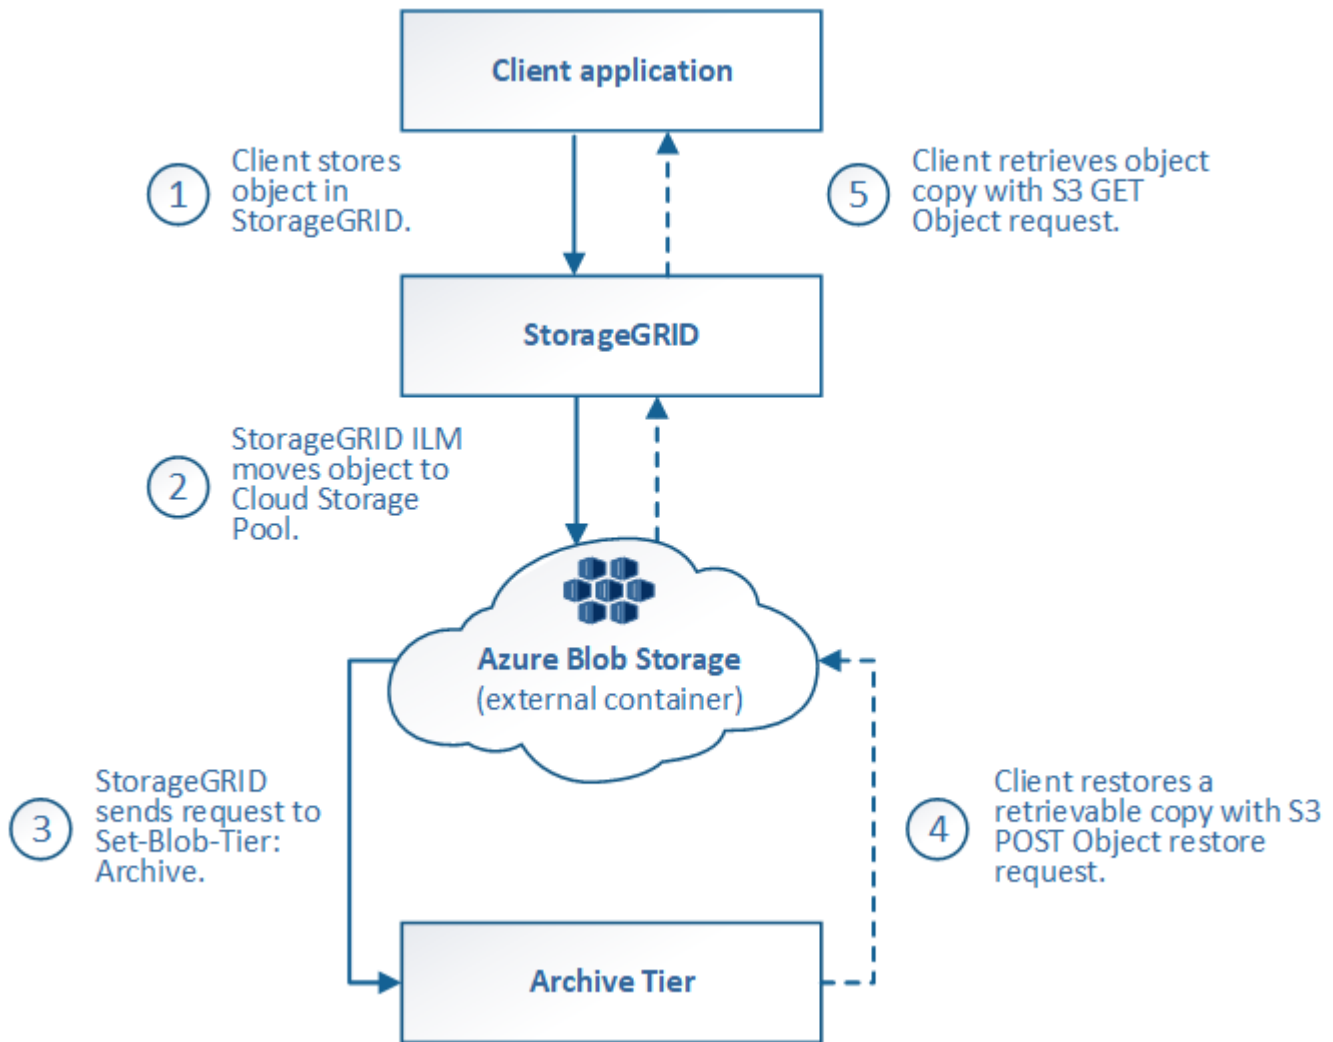 Client application
1
Client stores
object in
StorageGRID.
5
Client retrieves object
copy with S3 GET
Object request.
StorageGRID
2
StorageGRID ILM
moves object to
Cloud Storage
Pool.
Azure Blob Storage
(external container)
3
StorageGRID
sends request to
Set-Blob-Tier:
Archive.
4
Client restores a
retrievable copy with S3
POST Object restore
request.
Archive Tier